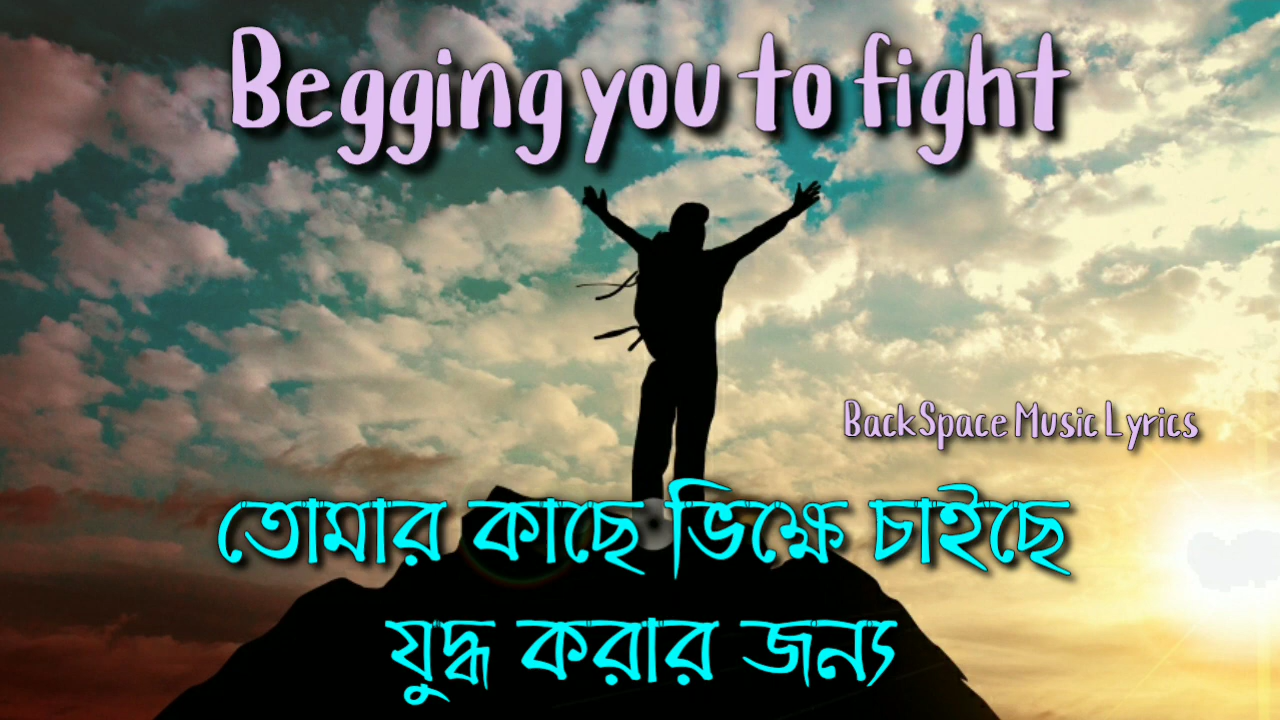 Begging you to fight
BackSpace Music Lyrics
তোমার কাছে ভিক্ষে চাইছে
যুদ্ধ করার জন্য